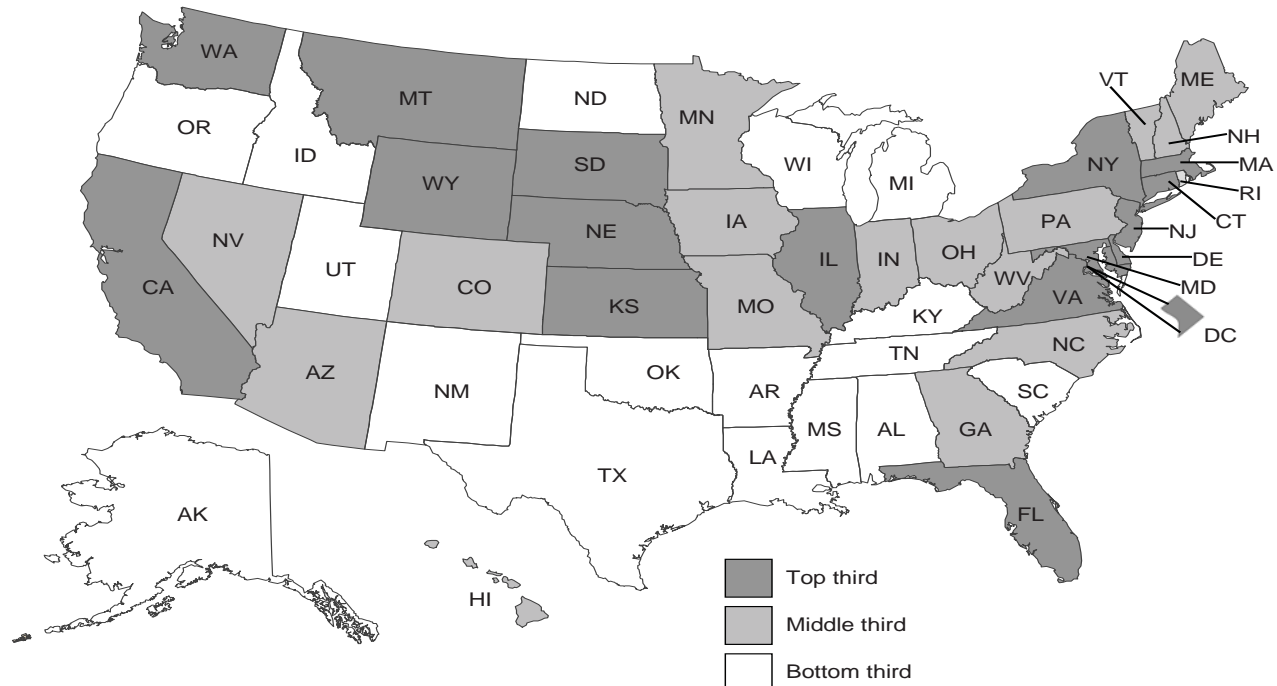 WA
MT
ND
MN
VT
ME
OR
ID
WY
SD
WI
MI
NY
NH
MA
RI
CT
NV
UT
CO
NE
IA
IL
IN
OH
PA
NJ
DE
MD
DC
CA
KS
MO
WV
VA
KY
NC
AZ
NM
OK
AR
TN
SC
MS
AL
GA
LA
TX
FL
AK
HI
Top third
Middle third
Bottom third